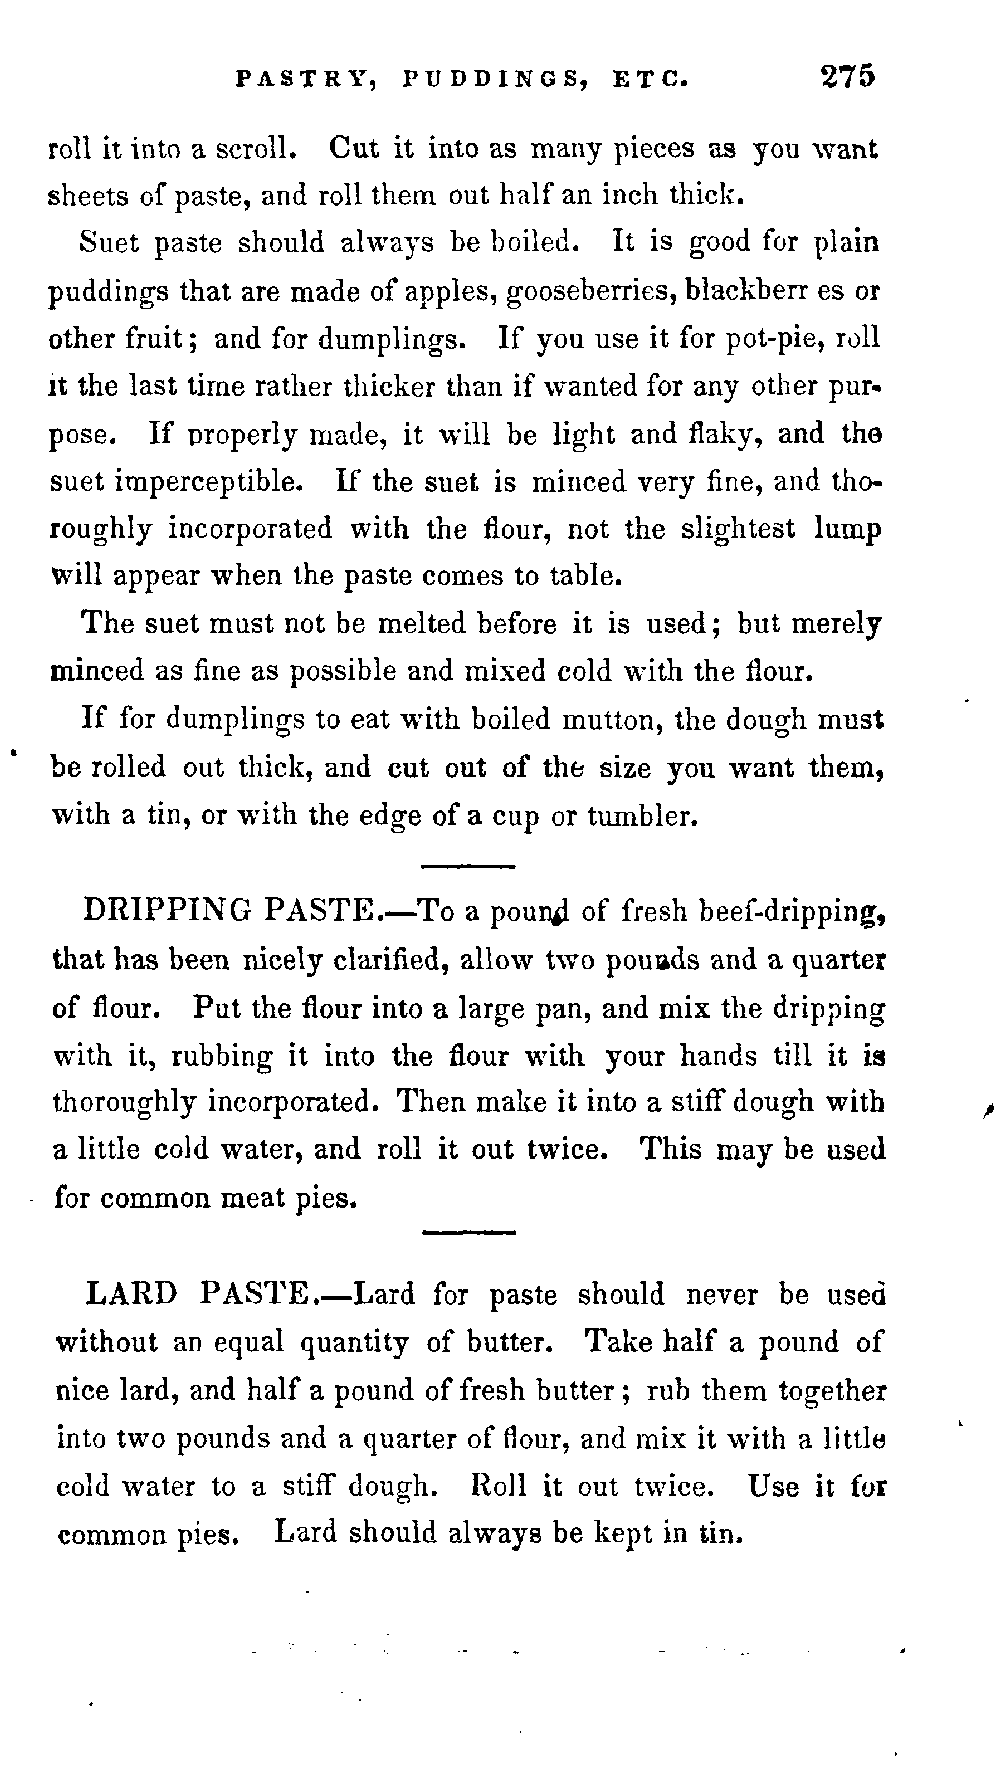 PASTRY, PUDDINGS, ETC. 275
roll it into a scroll. Cut it into as many pieces as you want
sheets of paste, and roll them out half an inch thick.
Suet paste should always be boiled. It is good for plain
puddings that are made of apples, gooseberries, blackberr es or
other fruit; and for dumplings. If you use it for pot-pie, roll
it the last time rather thicker than if wanted for any other pur-
pose. If properly made, it will be light and flaky, and the
suet imperceptible. If the suet is minced very fine, and tho-
roughly incorporated with the flour, not the slightest lump
will appear when the paste comes to table.
The suet must not be melted before it is used; but merely
minced as fine as possible and mixed cold with the flour.
If for dumplings to eat with boiled mutton, the dough must
be rolled out thick, and cut out of the size you want them,
with a tin, or with the edge of a cup or tumbler.
DRIPPING PASTE.—To a pound of fresh beef-dripping,
that has been nicely clarified, allow two pounds and a quarter
of flour. Put the flour into a large pan, and mix the dripping
with it, rubbing it into the flour with your hands till it is
thoroughly incorporated. Then make it into a stiff dough with
a little cold water, and roll it out twice. This may be used
for common meat pies.
LARD PASTE.—Lard for paste should never be used
without an equal quantity of butter. Take half a pound of
nice lard, and half a pound of fresh butter; rub them together
into two pounds and a quarter of flour, and mix it with a little
cold water to a stiff dough. Roll it out twice. Use it for
common pies. Lard should always be kept in tin.